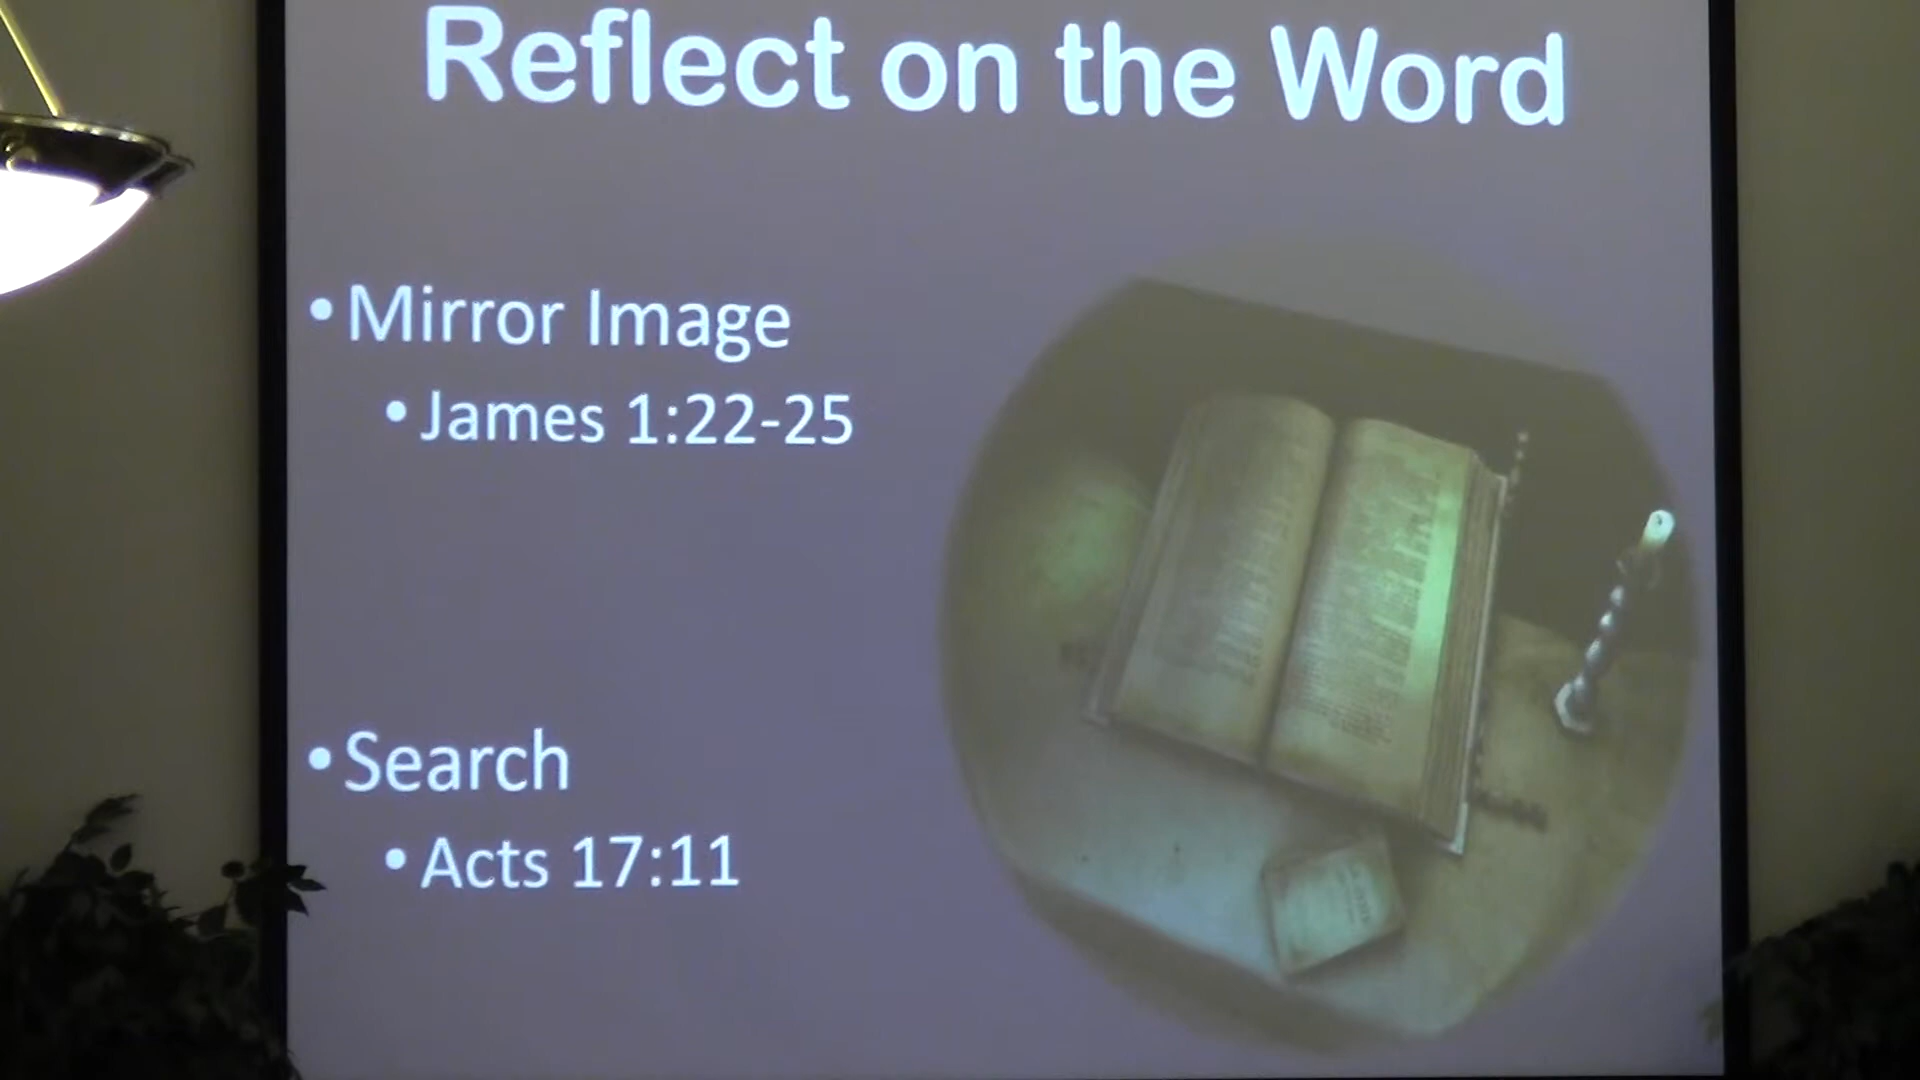 Reflect on the Word
• Mirror Image
• James 1:22-25
• Search
• Acts 17:11